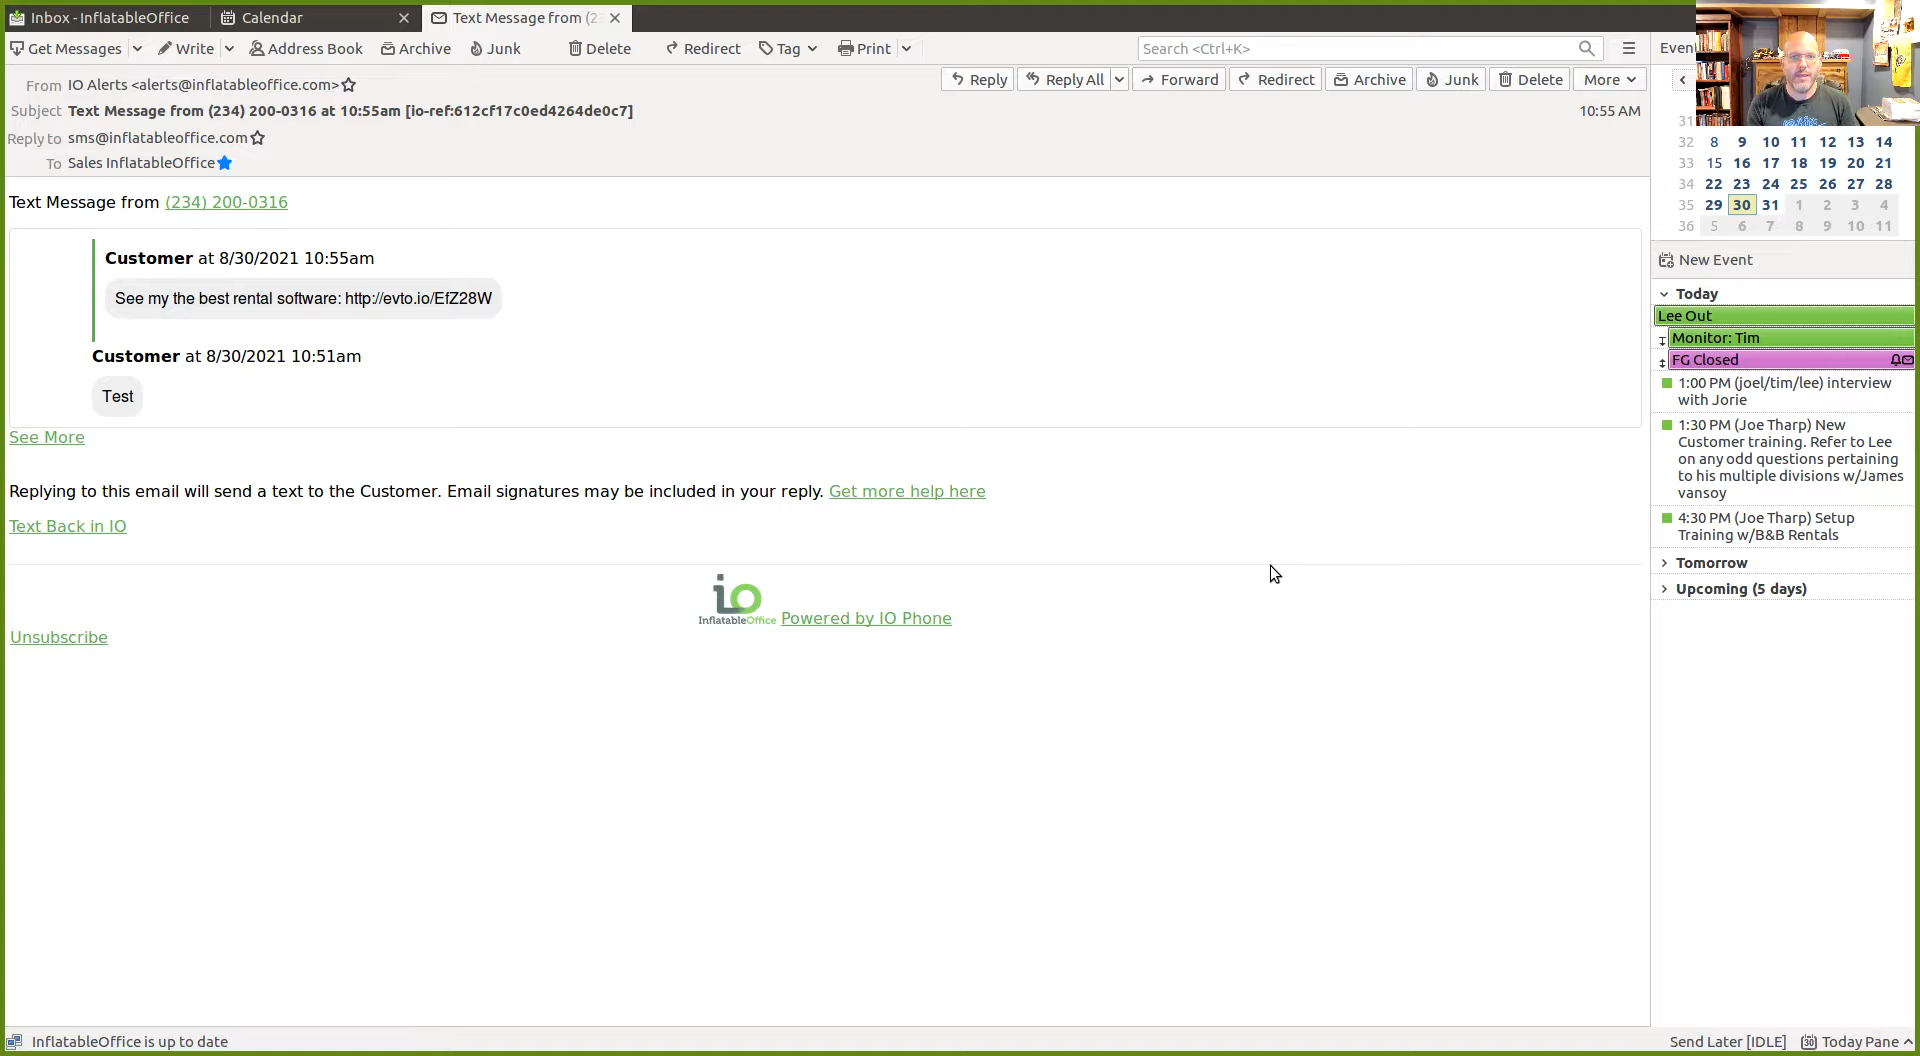 Inbox - InflatableOffice
Calendar
Text Message from (2
Get Messages
Write
Address Book
Archive
Junk
Delete
Redirect
Tag
Print
Search <Ctrl+K>
From IO Alerts <alerts@inflatableoffice.com>
Reply
Reply All
Forward
Redirect
Archive
Junk
Delete
More
Subject Text Message from (234) 200-0316 at 10:55am [io-ref:612cf17c0ed4264de0c7]
10:55 AM
Reply to sms@inflatableoffice.com
To Sales InflatableOffice
Text Message from (234) 200-0316
Customer at 8/30/2021 10:55am
See my the best rental software: http://evto.io/EfZ28W
Customer at 8/30/2021 10:51am
Test
See More
Replying to this email will send a text to the Customer. Email signatures may be included in your reply. Get more help here
Text Back in IO
io
InflatableOffice
Powered by IO Phone
Unsubscribe
31
32 8 9 10 11 12 13 14
33 15 16 17 18 19 20 21
34 22 23 24 25 26 27 28
35 29 30 31 1 2 3 4
36 5 6 7 8 9 10 11
New Event
Today
Lee Out
Monitor: Tim
FG Closed
1:00 PM (joel/tim/lee) interview
with Jorie
1:30 PM (Joe Tharp) New
Customer training. Refer to Lee
on any odd questions pertaining
to his multiple divisions w/James
vansoy
4:30 PM (Joe Tharp) Setup
Training w/B&B Rentals
Tomorrow
Upcoming (5 days)
InflatableOffice is up to date
Send Later [IDLE]
30
Today Pane